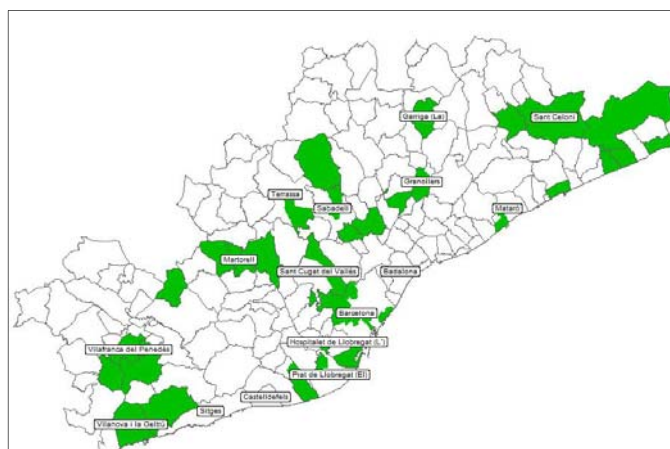 Garriga (La)
Sant Celoni
Granollers
Terrassa
Sabadell
Mataró
Martorell
Sant Cugat del Vallès
Badalona
Barcelona
Hospitalet de Llobregat (L')
Vilafranca del Penedès
Prat de Llobregat (El)
Castelldefels
Sitges
Vilanova i la Geltrú